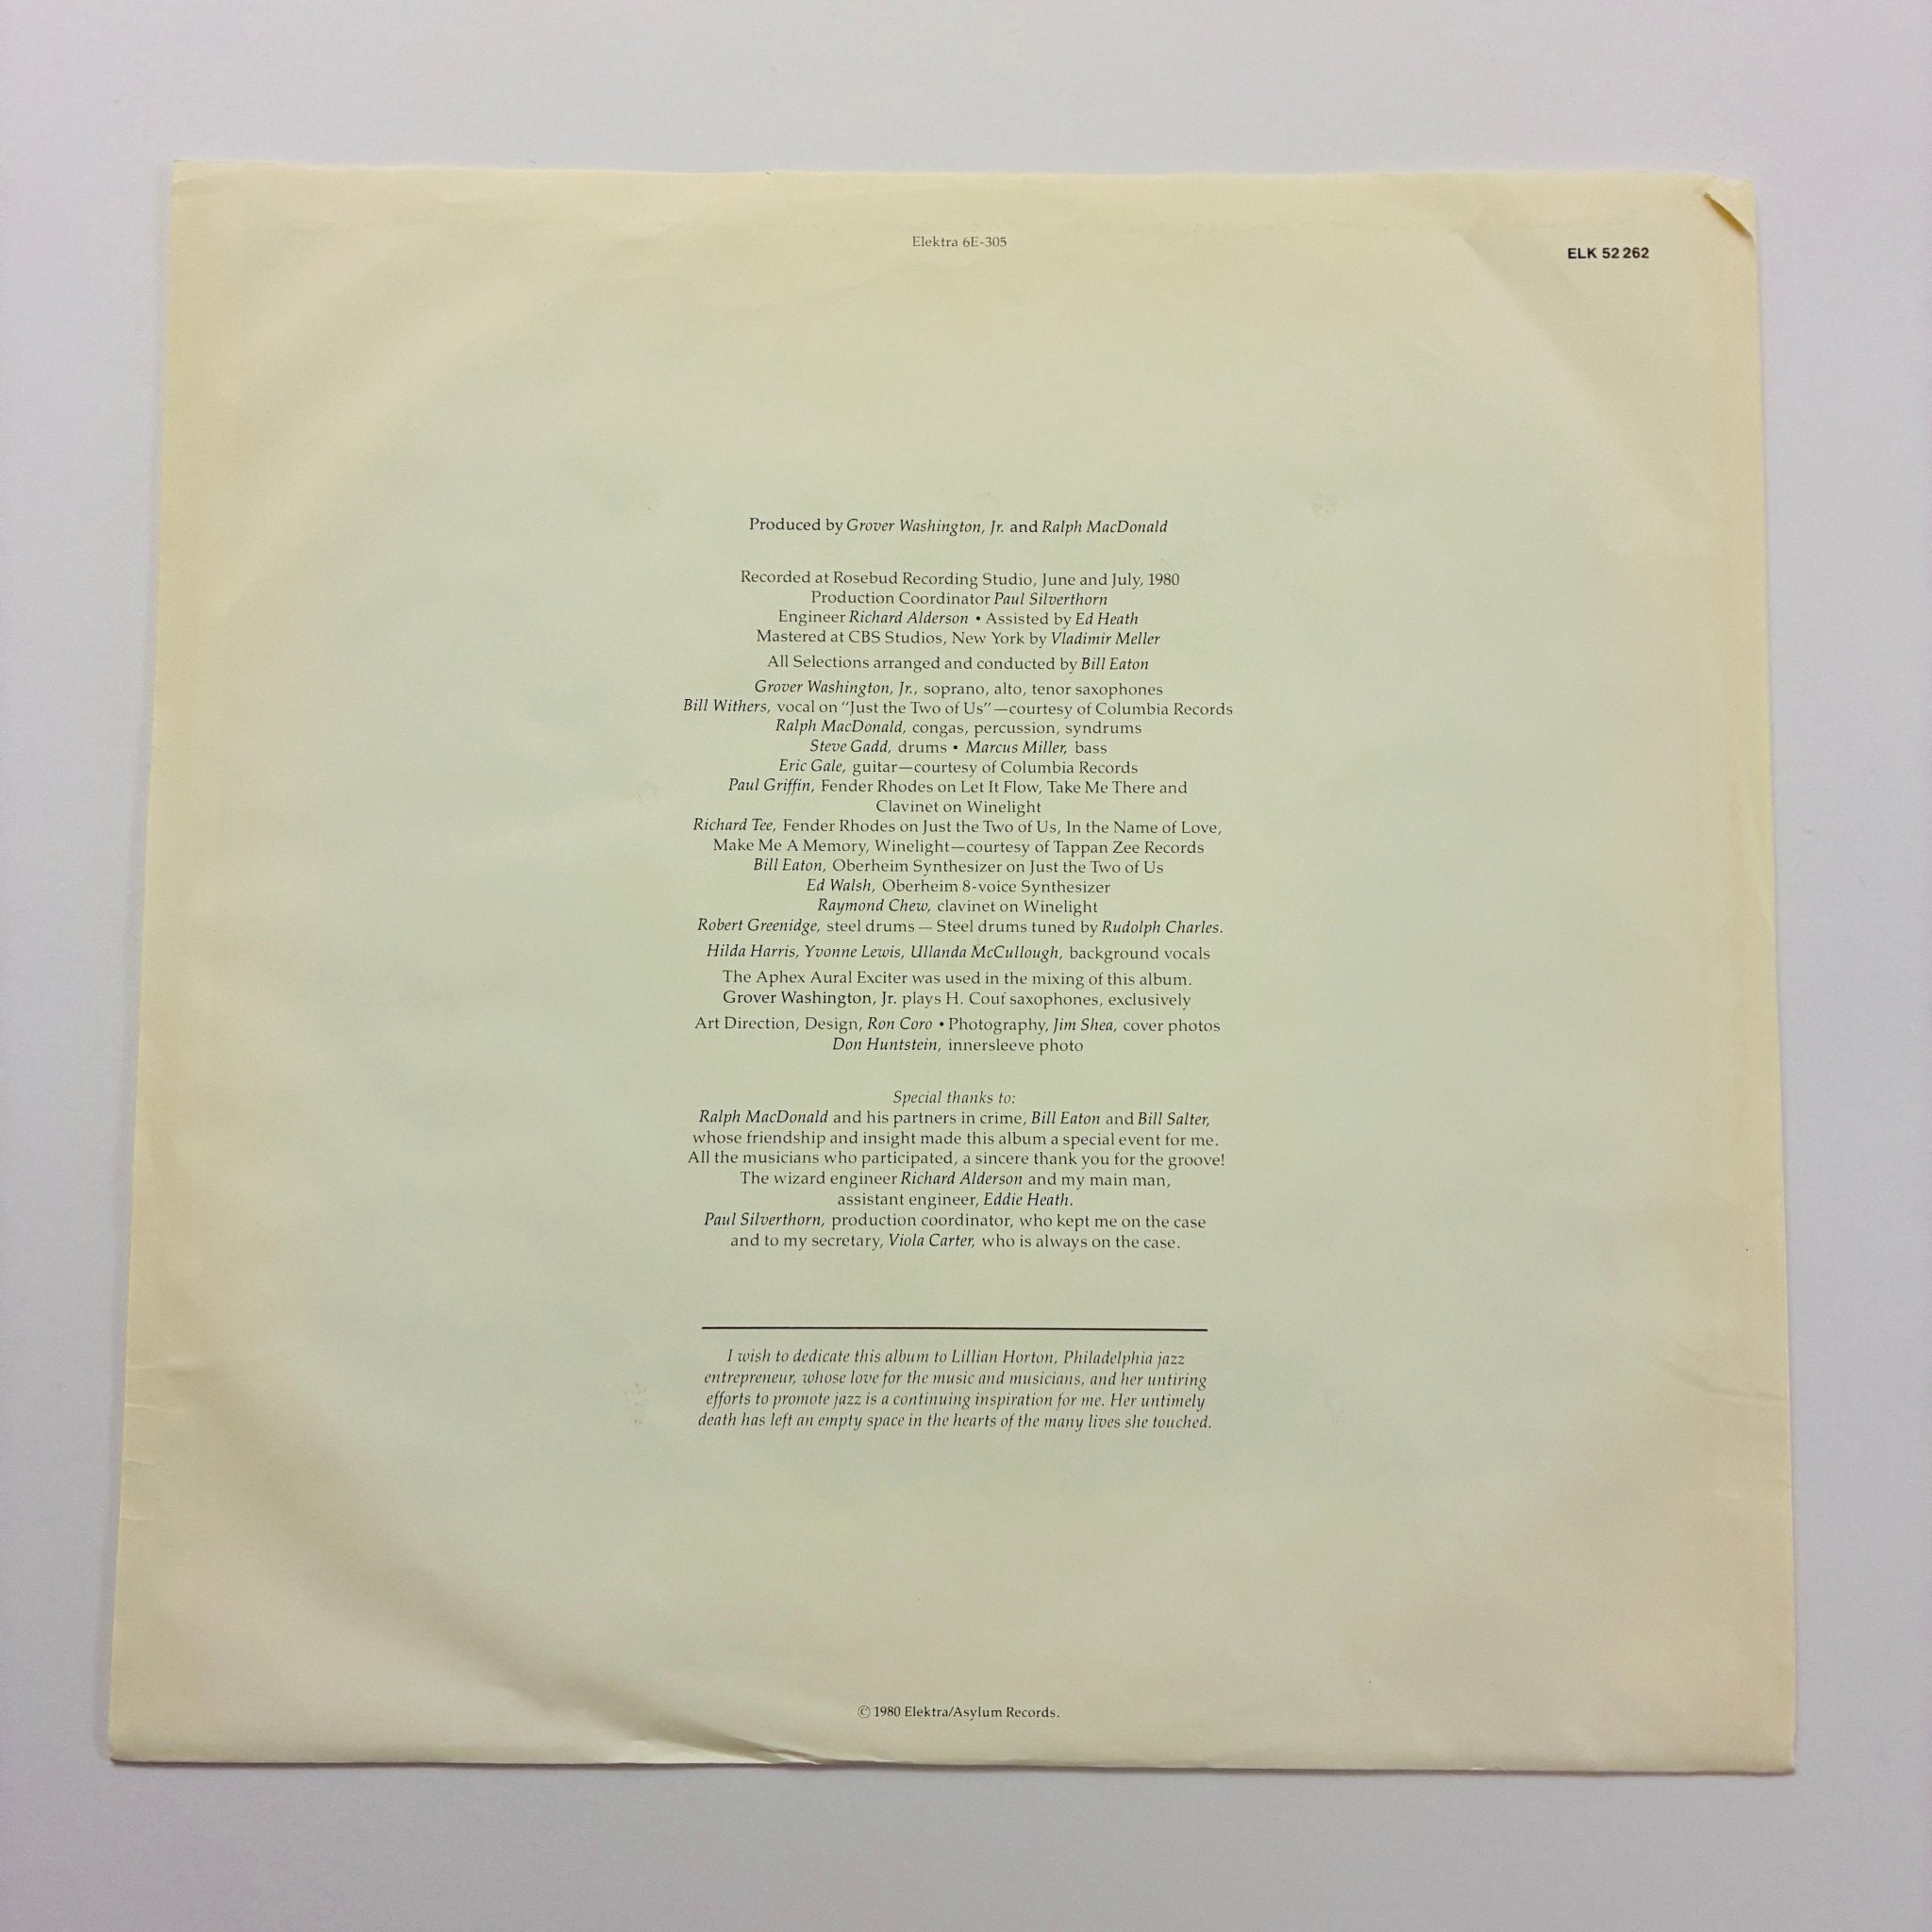 Elektra 6E-305
ELK 52 262
Produced by Grover Washington, Jr. and Ralph MacDonald
Recorded at Rosebud Recording Studio, June and July, 1980
Production Coordinator Paul Silverthorn
Engineer Richard Alderson • Assisted by Ed Heath
Mastered at CBS Studios, New York by Vladimir Meller
All Selections arranged and conducted by Bill Eaton
Grover Washington, Jr., soprano, alto, tenor saxophones
Bill Withers, vocal on “Just the Two of Us”—courtesy of Columbia Records
Ralph MacDonald, congas, percussion, syndrums
Steve Gadd, drums • Marcus Miller, bass
Eric Gale, guitar—courtesy of Columbia Records
Paul Griffin, Fender Rhodes on Let It Flow, Take Me There and
Clavinet on Winelight
Richard Tee, Fender Rhodes on Just the Two of Us, In the Name of Love,
Make Me A Memory, Winelight—courtesy of Tappan Zee Records
Bill Eaton, Oberheim Synthesizer on Just the Two of Us
Ed Walsh, Oberheim 8-voice Synthesizer
Raymond Chew, clavinet on Winelight
Robert Greenidge, steel drums — Steel drums tuned by Rudolph Charles.
Hilda Harris, Yvonne Lewis, Ullanda McCullough, background vocals
The Aphex Aural Exciter was used in the mixing of this album.
Grover Washington, Jr. plays H. Couf saxophones, exclusively
Art Direction, Design, Ron Coro • Photography, Jim Shea, cover photos
Don Huntstein, innersleeve photo
Special thanks to:
Ralph MacDonald and his partners in crime, Bill Eaton and Bill Salter,
whose friendship and insight made this album a special event for me.
All the musicians who participated, a sincere thank you for the groove!
The wizard engineer Richard Alderson and my main man,
assistant engineer, Eddie Heath.
Paul Silverthorn, production coordinator, who kept me on the case
and to my secretary, Viola Carter, who is always on the case.
I wish to dedicate this album to Lillian Horton, Philadelphia jazz
entrepreneur, whose love for the music and musicians, and her untiring
efforts to promote jazz is a continuing inspiration for me. Her untimely
death has left an empty space in the hearts of the many lives she touched.
© 1980 Elektra/Asylum Records.